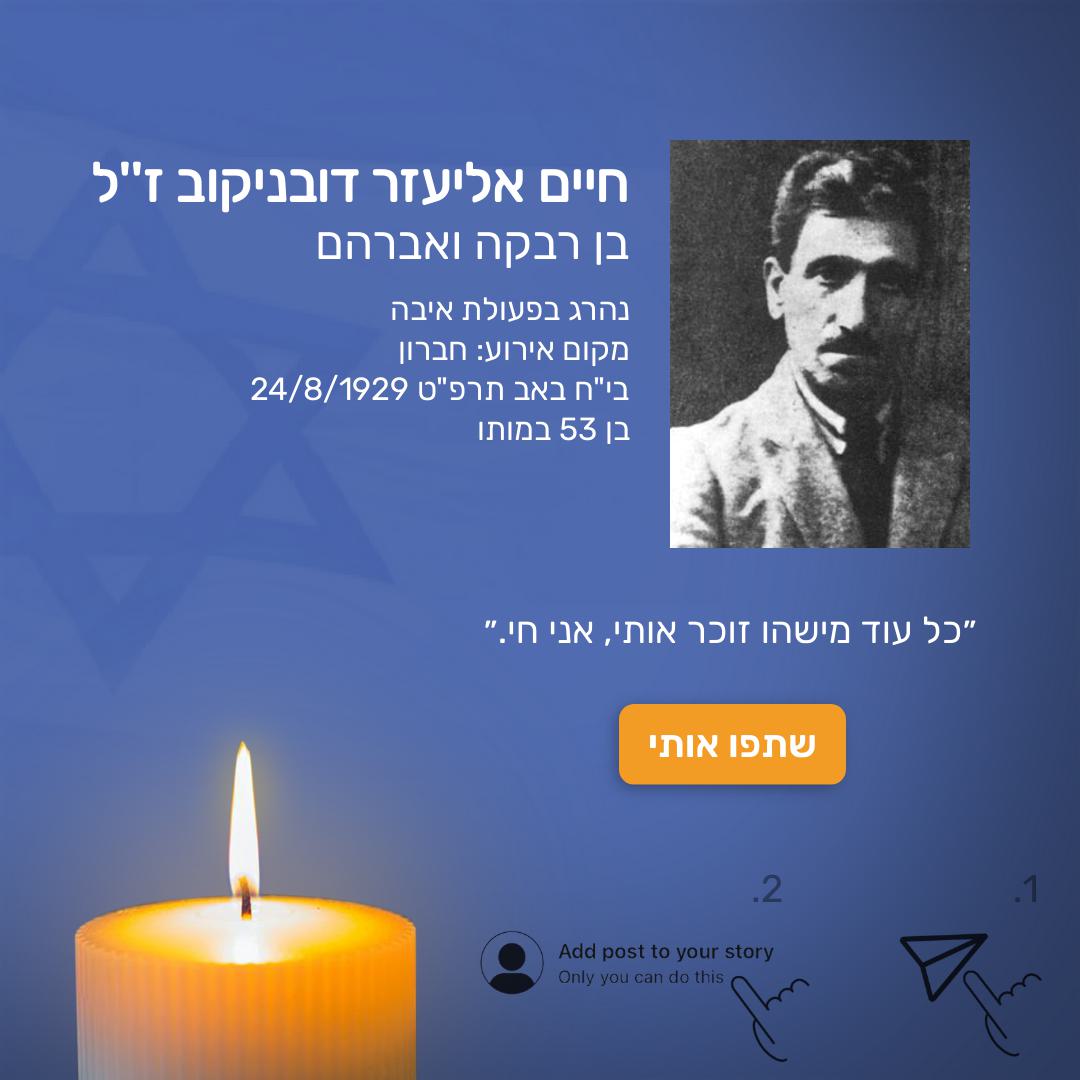 חיים אליעזר דובניקוב ז"ל
בן רבקה ואברהם
נהרג בפעולת איבה
מקום אירוע: חברון
בי"ח באב תרפ"ט 24/8/1929
בן 53 במותו
״כל עוד מישהו זוכר אותי, אני חי.״
שתפו אותי
1.
2.
Add post to your story
Only you can do this